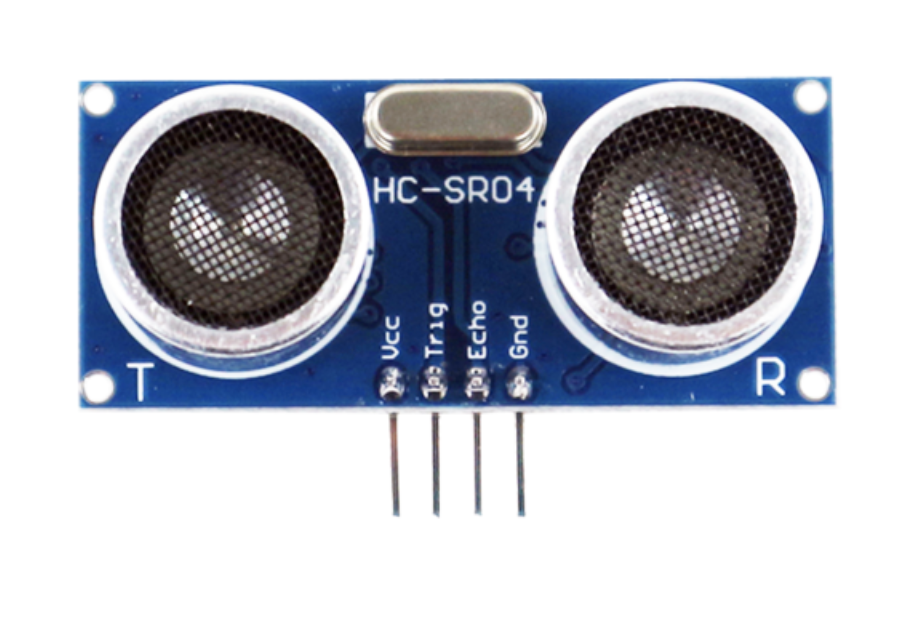 HC-SR04
Vcc
Trig
Echo
Gnd
T
R